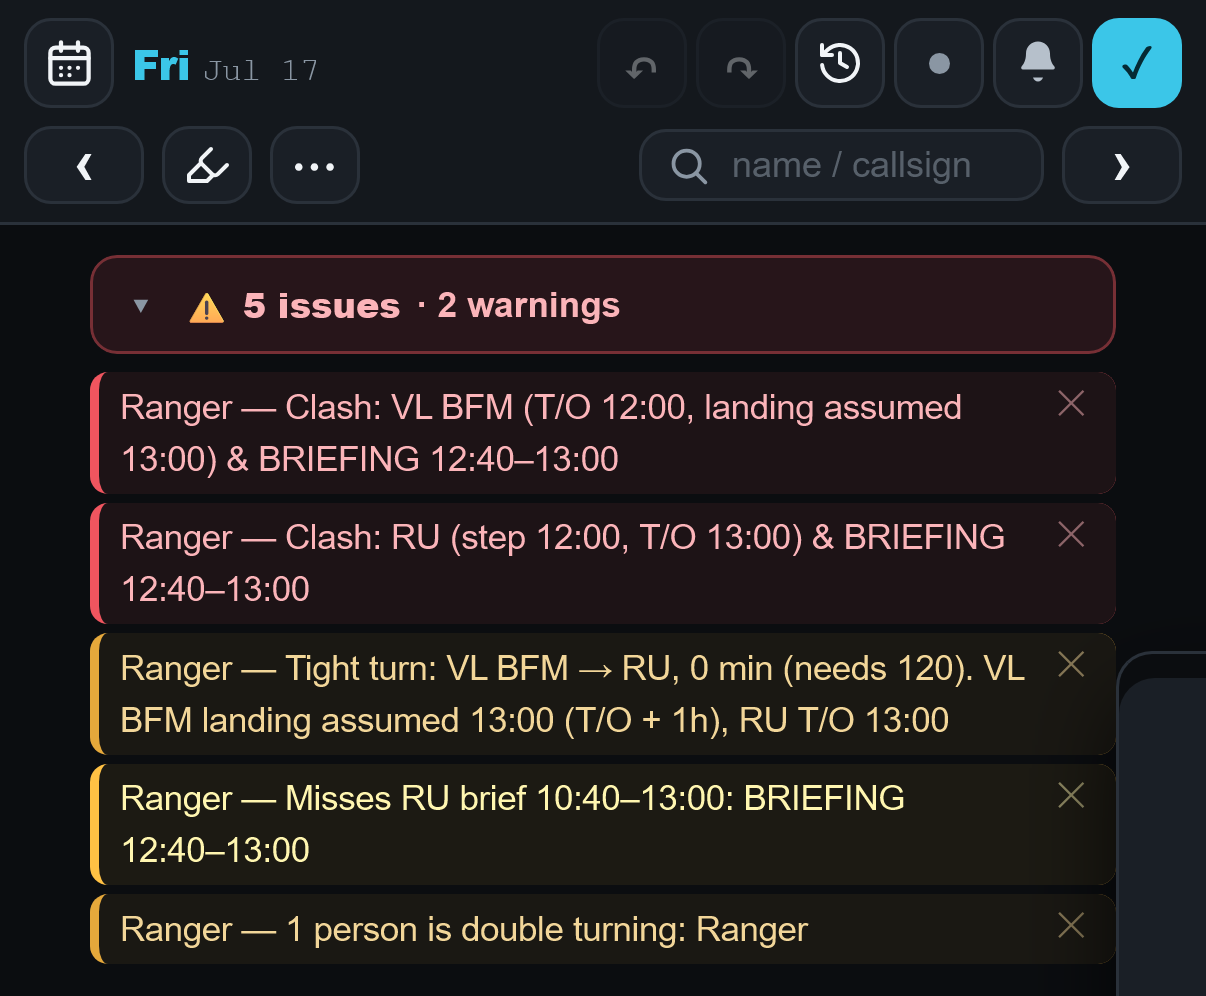 Fri Jul 17
name / callsign
5 issues · 2 warnings
Ranger — Clash: VL BFM (T/O 12:00, landing assumed
13:00) & BRIEFING 12:40–13:00
Ranger — Clash: RU (step 12:00, T/O 13:00) & BRIEFING
12:40–13:00
Ranger — Tight turn: VL BFM → RU, 0 min (needs 120). VL
BFM landing assumed 13:00 (T/O + 1h), RU T/O 13:00
Ranger — Misses RU brief 10:40–13:00: BRIEFING
12:40–13:00
Ranger — 1 person is double turning: Ranger